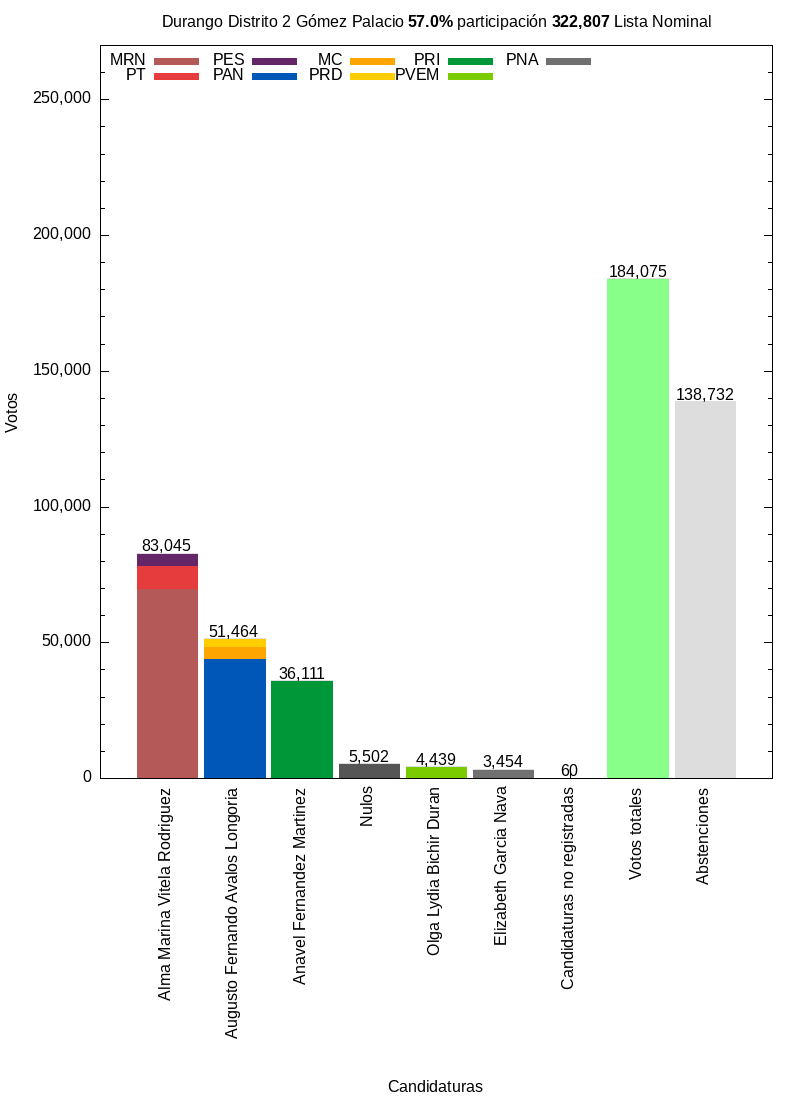 Durango Distrito 2 Gómez Palacio 57.0% participación 322,807 Lista Nominal
MRN PES MC PRI PNA
PT PAN PRD PVEM
250,000
200,000
150,000
100,000
50,000
0
Votos
83,045
51,464
36,111
5,502
4,439
3,454
60
184,075
138,732
Alma Marina Vitela Rodriguez
Augusto Fernando Avalos Longoria
Anavel Fernandez Martinez
Nulos
Olga Lydia Bichir Duran
Elizabeth Garcia Nava
Candidaturas no registradas
Votos totales
Abstenciones
Candidaturas